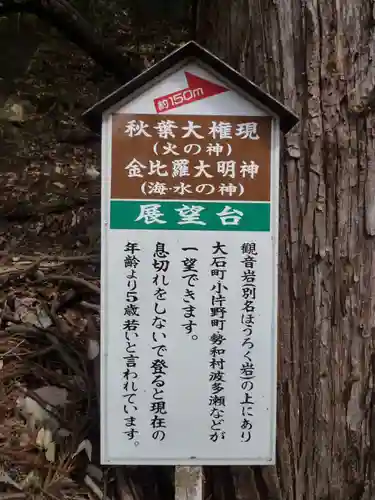 約150m
秋葉大権現
(火の神)
金比羅大明神
(海・水の神)
展望台
観音岩(別名ほうろく岩)の上にあり
大石町小片野町勢和村波多瀬などが
一望できます。
息切れをしないで登ると現在の
年齢より5歳若いと言われています。